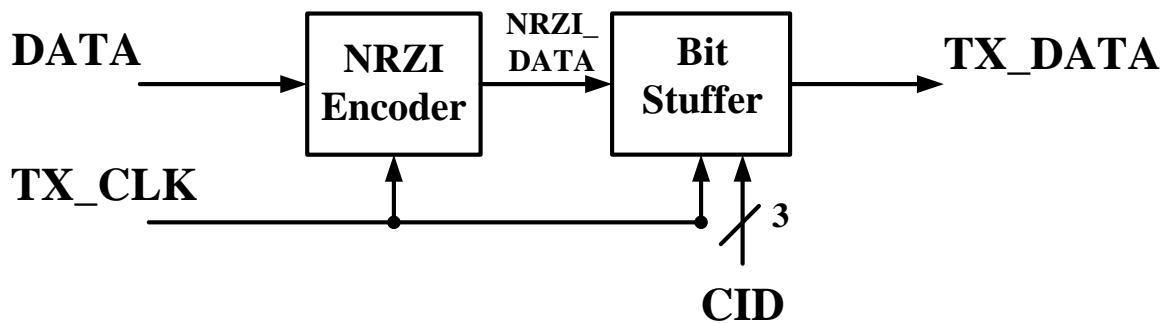 DATA
NRZI
Encoder
NRZI_
DATA
Bit
Stuffer
TX_DATA
TX_CLK
3
CID